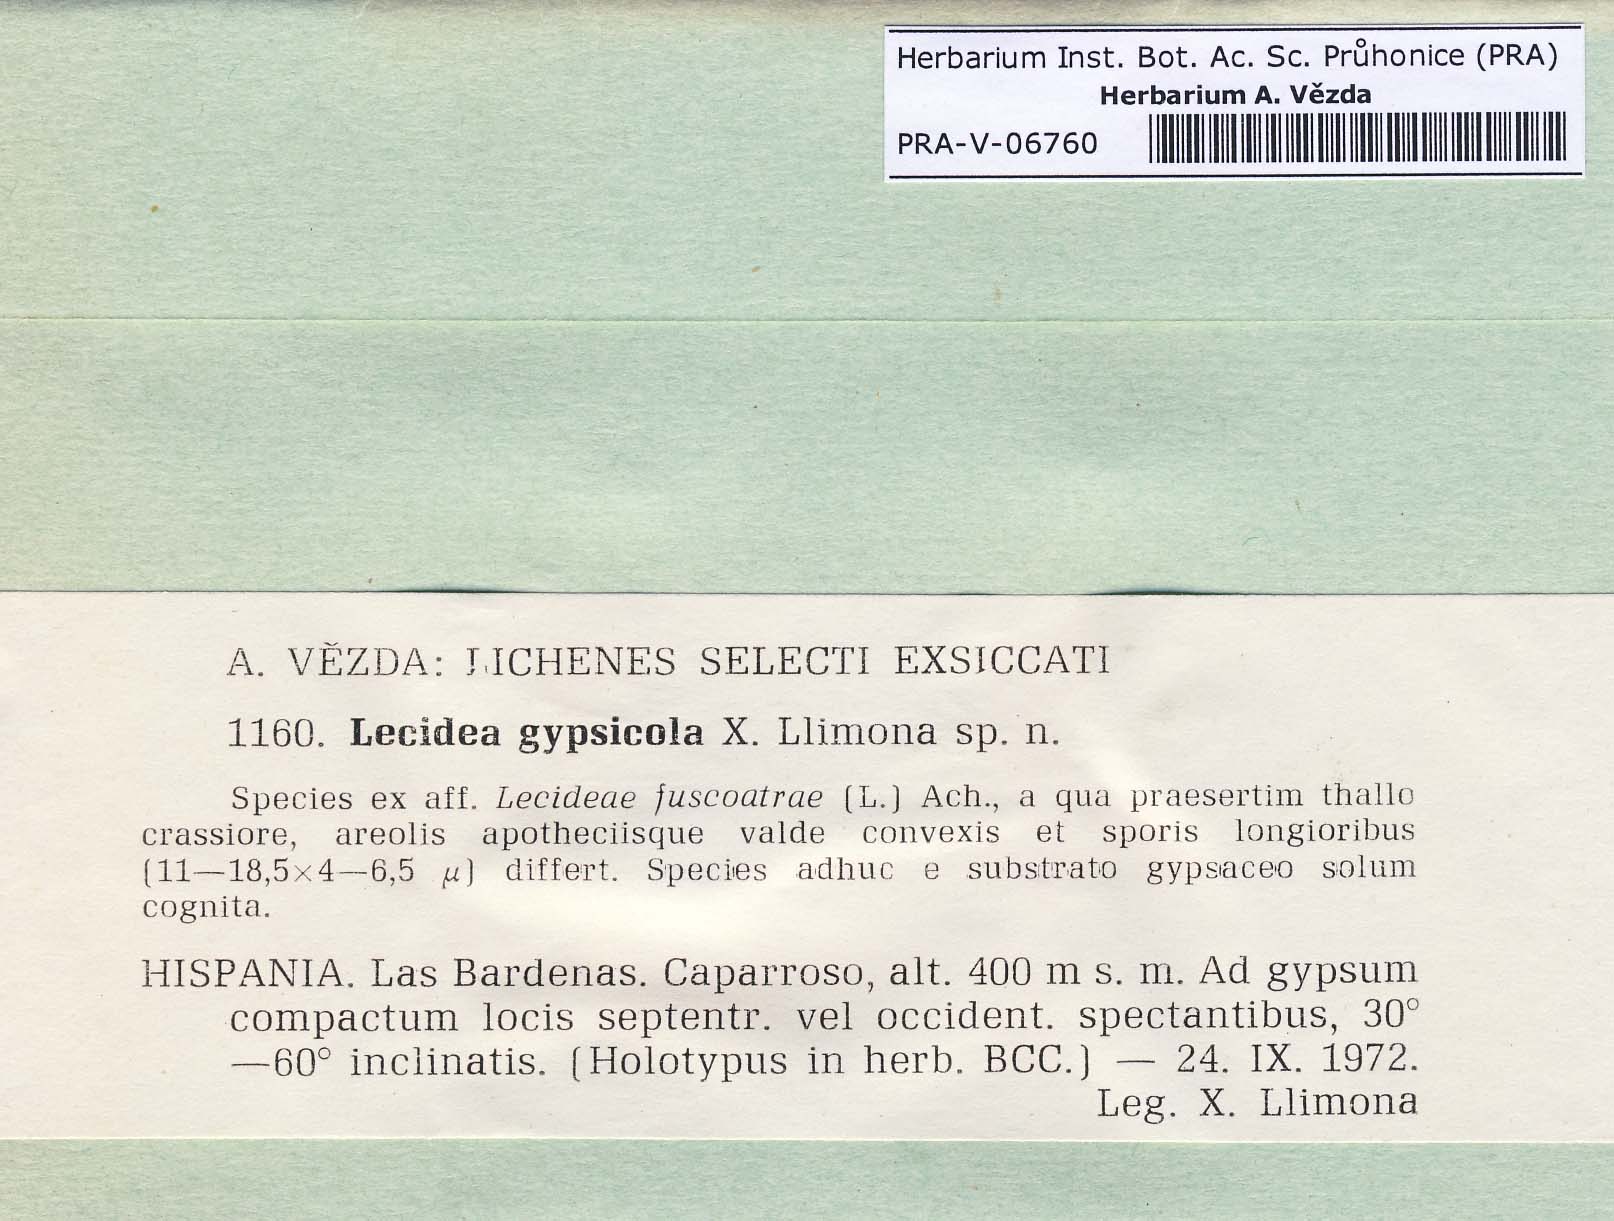 Herbarium Inst. Bot. Ac. Sc. Průhonice (PRA)
Herbarium A. Vězda
PRA-V-06760
A. VĚZDA: LICHENES SELECTI EXSICCATI
1160. Lecidea gypsicola X. Llimona sp. n.
Species ex aff. Lecideae fuscoatrae (L.) Ach., a qua praesertim thallo
crassiore, areolis apotheciisque valde convexis et sporis longioribus
(11—18,5×4—6,5 µ) differt. Species adhuc e substrato gypsaceo solum
cognita.
HISPANIA. Las Bardenas. Caparroso, alt. 400 m s. m. Ad gypsum
compactum locis septentr. vel occident. spectantibus, 30°
—60° inclinatis. (Holotypus in herb. BCC.) — 24. IX. 1972.
Leg. X. Llimona